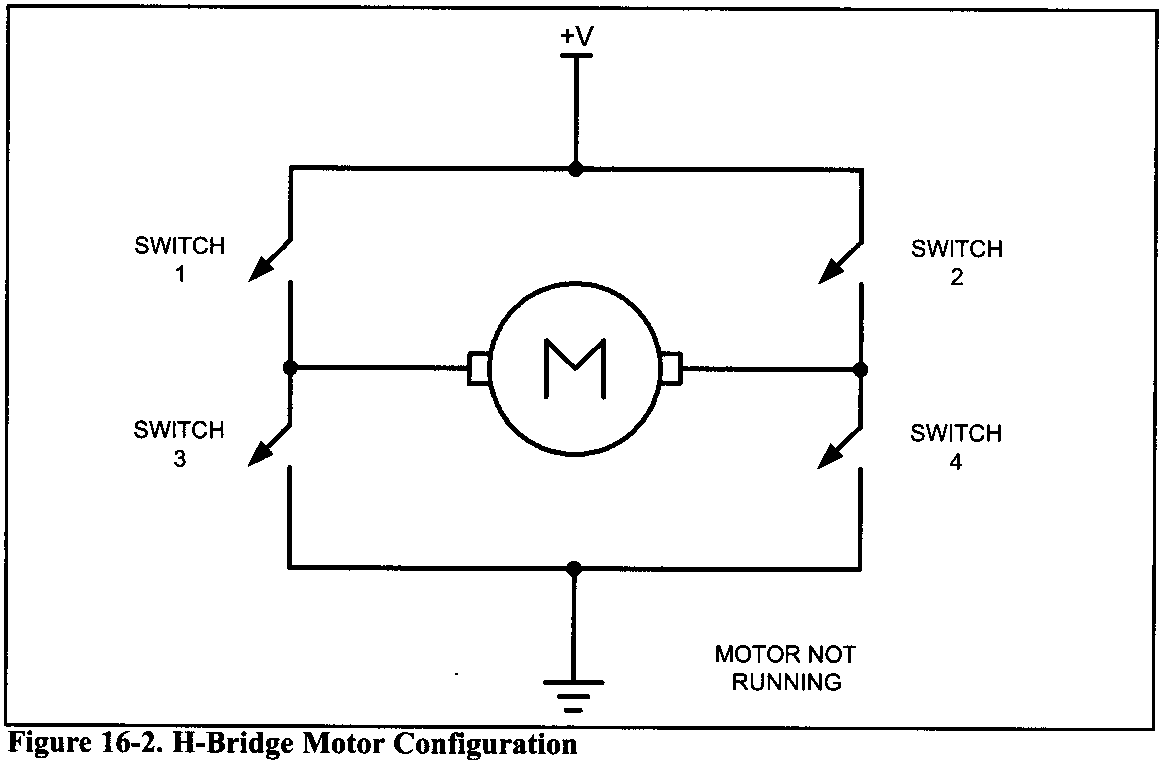 +V
SWITCH
1
SWITCH
2
M
SWITCH
3
SWITCH
4
MOTOR NOT
RUNNING
Figure 16-2. H-Bridge Motor Configuration